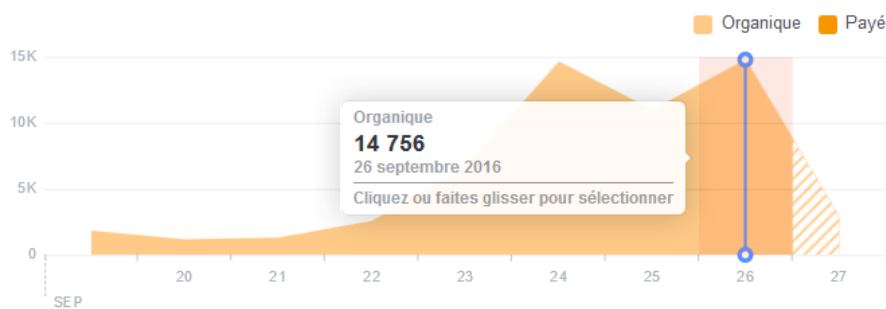 Organique Payé
15K
10K
5K
0
Organique
14 756
26 septembre 2016
Cliquez ou faites glisser pour sélectionner
20 21 22 23 24 25 26 27
SEP